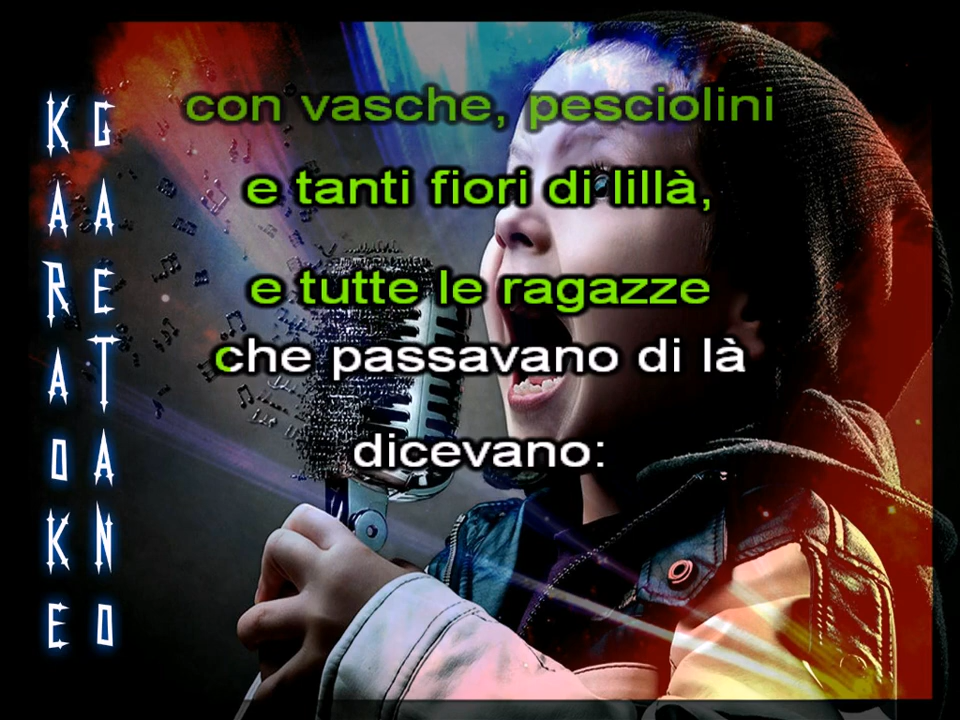 KARAOKE
GAETANO
con vasche, pesciolini
e tanti fiori di lillà,
e tutte le ragazze
che passavano di là
dicevano: